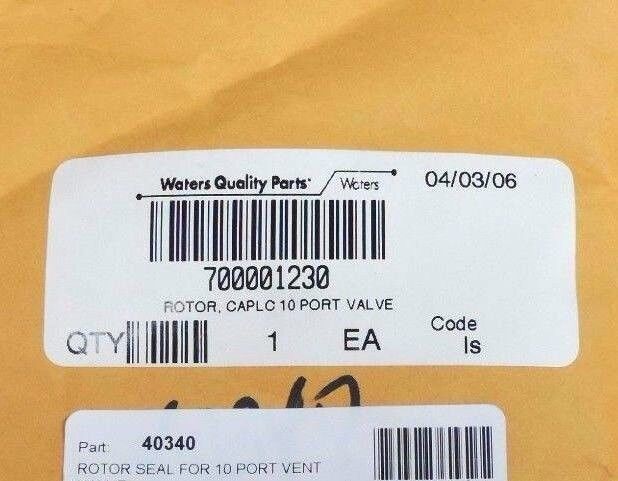 Waters Quality Parts Waters 04/03/06
700001230
ROTOR, CAPLC 10 PORT VALVE
QTY 1 EA Code Is
Part: 40340
ROTOR SEAL FOR 10 PORT VENT